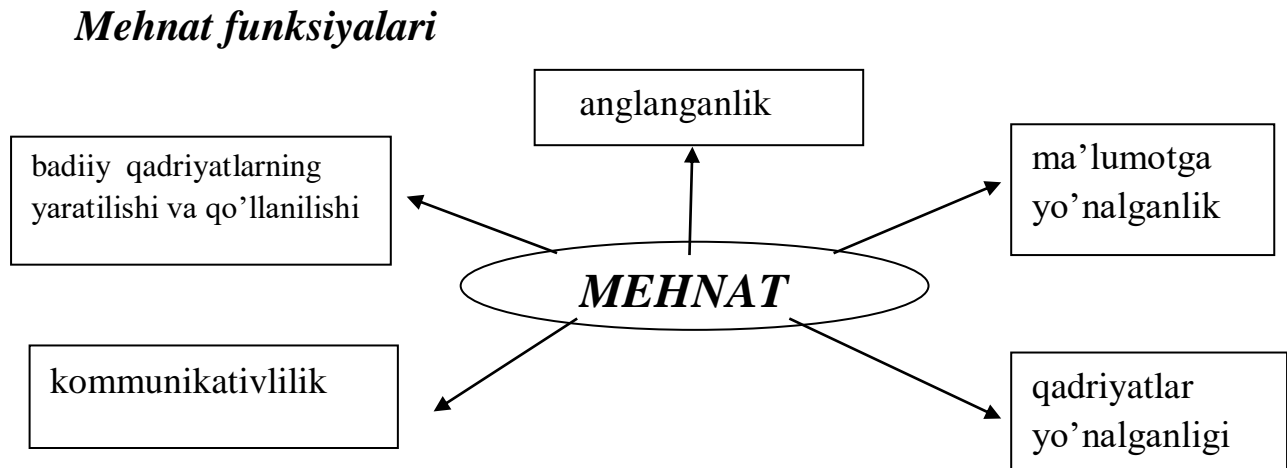 Mehnat funksiyalari
anglanganlik
badiiy qadriyatlarning
yaratilishi va qo’llanilishi
ma’lumotga
yo’nalganlik
MEHNAT
kommunikativlilik
qadriyatlar
yo’nalganligi